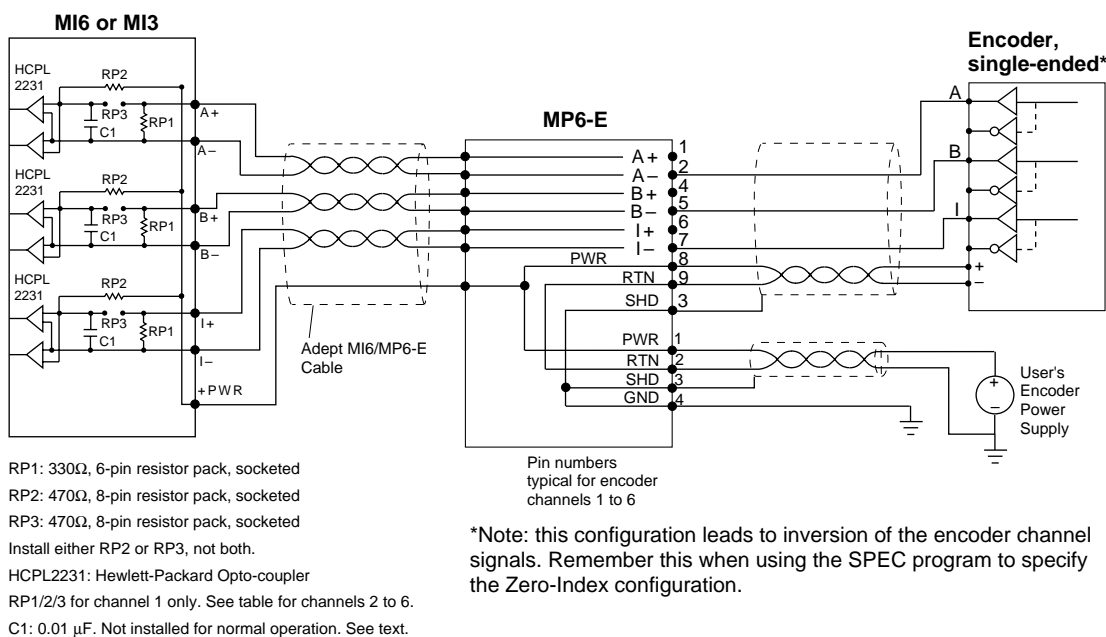 MI6 or MI3
HCPL
2231
RP2
RP3
C1
RP1
A+
A–
HCPL
2231
RP2
RP3
C1
RP1
B+
B–
HCPL
2231
RP2
RP3
C1
RP1
I+
I–
+PWR
Adept MI6/MP6-E
Cable
MP6-E
A+ 1
A– 2
B+ 4
B– 5
I+ 6
I– 7
PWR 8
RTN 9
SHD 3
PWR 1
RTN 2
SHD 3
GND 4
Pin numbers
typical for encoder
channels 1 to 6
Encoder,
single-ended*
A
B
I
+
–
+
–
User's
Encoder
Power
Supply
RP1: 330Ω, 6-pin resistor pack, socketed
RP2: 470Ω, 8-pin resistor pack, socketed
RP3: 470Ω, 8-pin resistor pack, socketed
Install either RP2 or RP3, not both.
HCPL2231: Hewlett-Packard Opto-coupler
RP1/2/3 for channel 1 only. See table for channels 2 to 6.
C1: 0.01 µF. Not installed for normal operation. See text.
*Note: this configuration leads to inversion of the encoder channel
signals. Remember this when using the SPEC program to specify
the Zero-Index configuration.